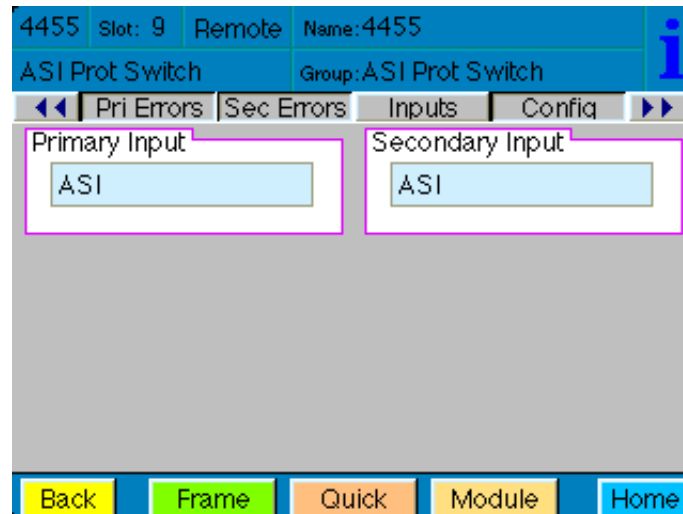 4455 Slot: 9 Remote Name:4455
ASI Prot Switch Group:ASI Prot Switch
i
Pri Errors Sec Errors Inputs Config
Primary Input Secondary Input
ASI ASI
Back Frame Quick Module Home